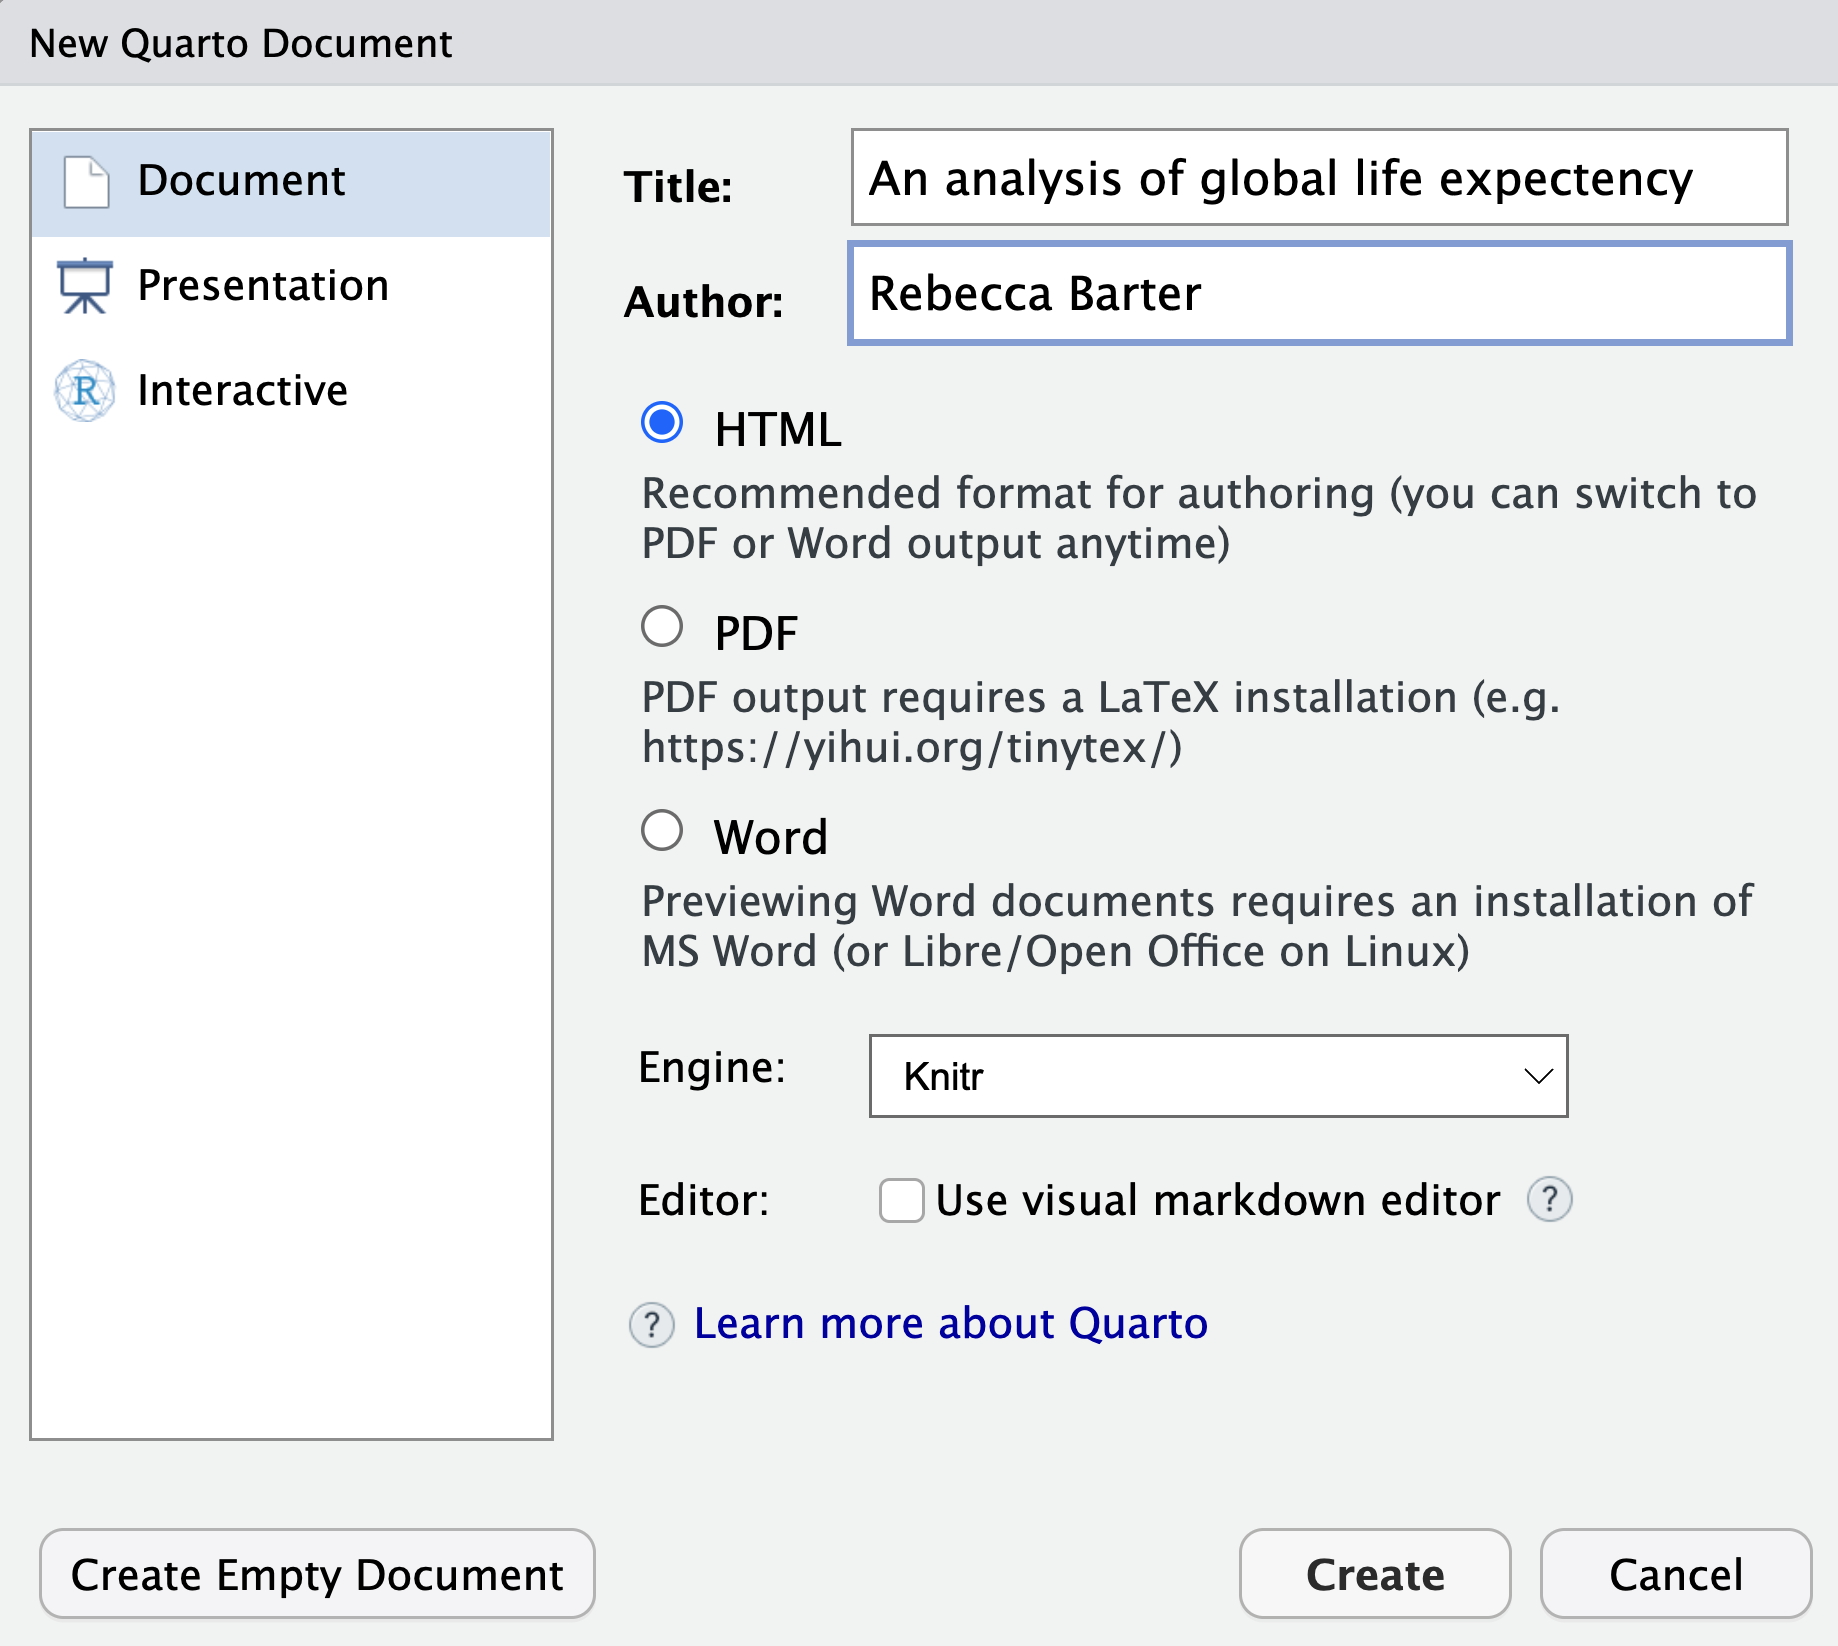 New Quarto Document
Document
Presentation
R
Interactive
Title:
An analysis of global life expectency
Author:
Rebecca Barter
HTML
Recommended format for authoring (you can switch to
PDF or Word output anytime)
PDF
PDF output requires a LaTeX installation (e.g.
https://yihui.org/tinytex/)
Word
Previewing Word documents requires an installation of
MS Word (or Libre/Open Office on Linux)
Engine:
Knitr
Editor:
Use visual markdown editor ?
? Learn more about Quarto
Create Empty Document
Create
Cancel